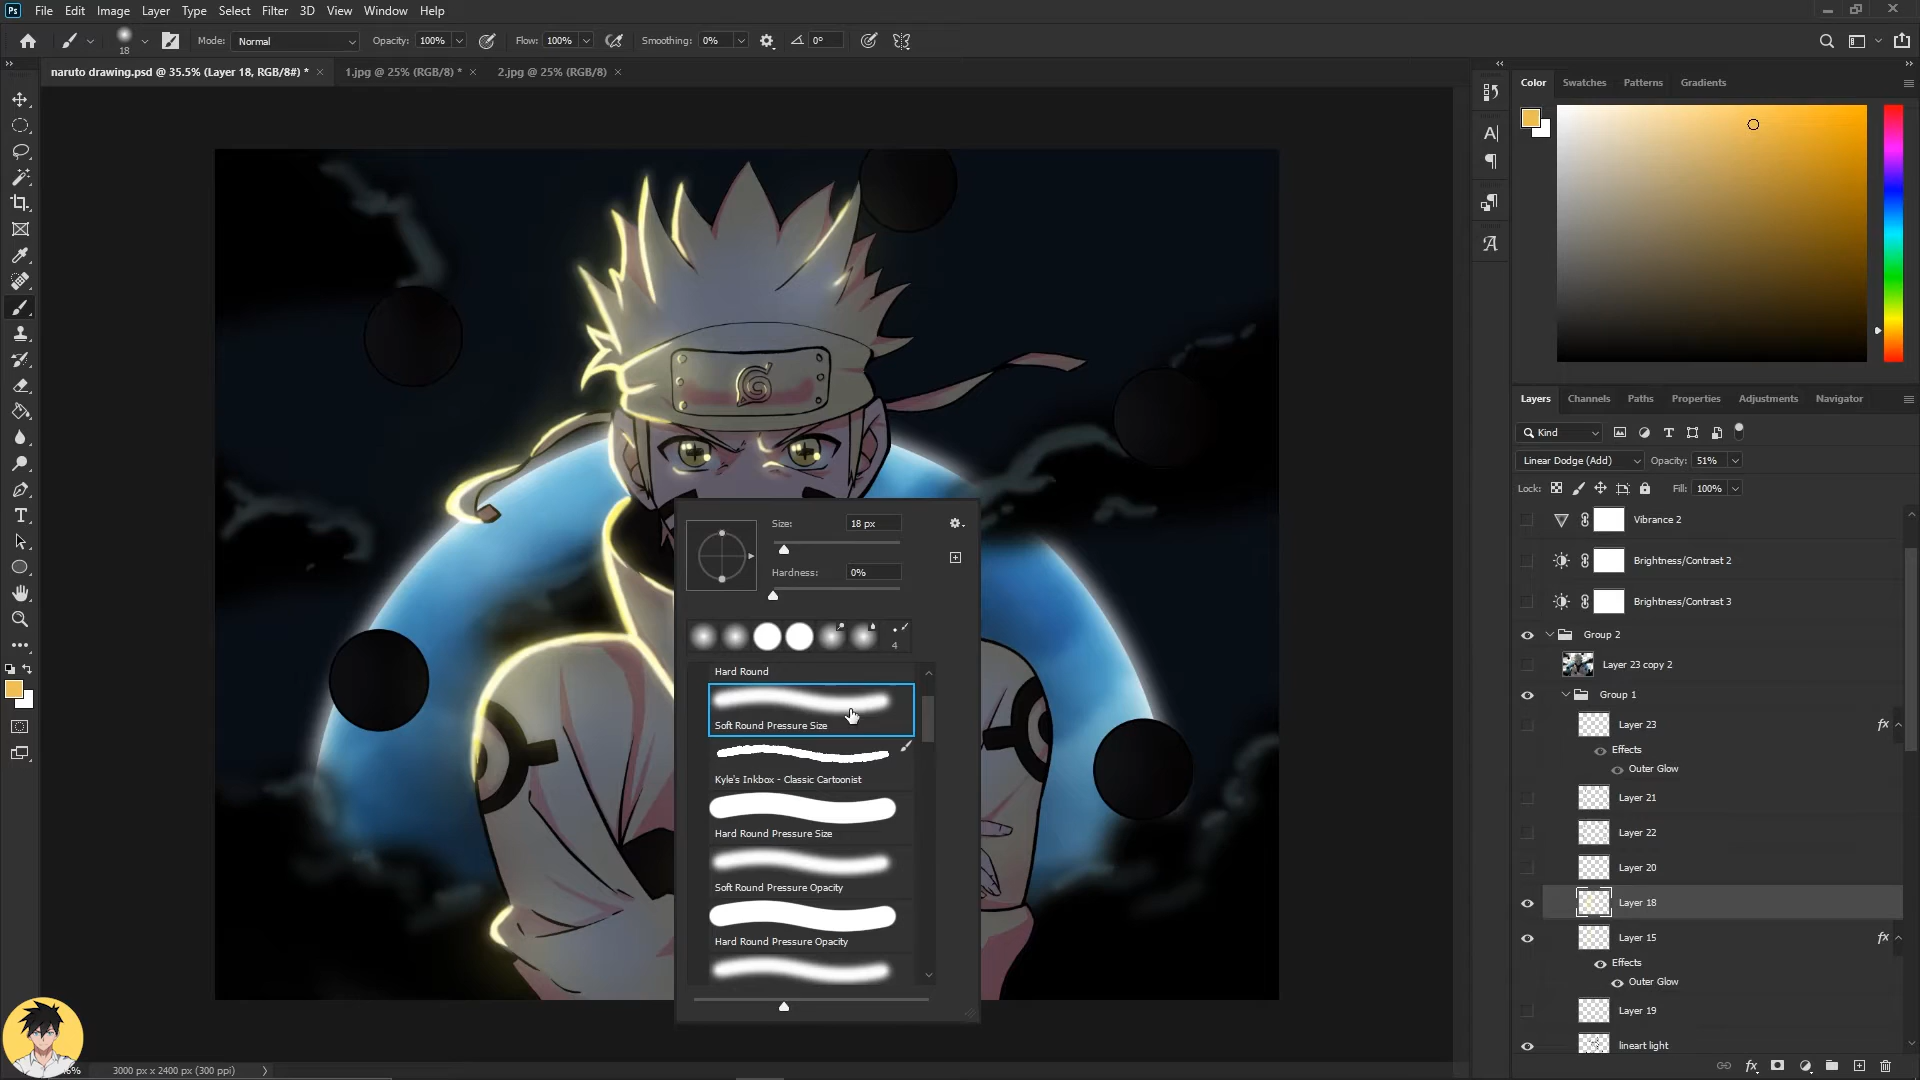 Ps File Edit Image Layer Type Select Filter 3D View Window Help
18 Mode: Normal Opacity: 100% Flow: 100% Smoothing: 0% 0°
naruto drawing.psd @ 35.5% (Layer 18, RGB/8#) * × 1.jpg @ 25% (RGB/8) * × 2.jpg @ 25% (RGB/8) ×
Color Swatches Patterns Gradients
Layers Channels Paths Properties Adjustments Navigator
Kind
Linear Dodge (Add) Opacity: 51%
Lock: Fill: 100%
Vibrance 2
Brightness/Contrast 2
Brightness/Contrast 3
Group 2
Layer 23 copy 2
Group 1
Layer 23 fx
Effects
Outer Glow
Layer 21
Layer 22
Layer 20
Layer 18
Layer 15 fx
Effects
Outer Glow
Layer 19
lineart light
Size: 18 px
Hardness: 0%
4
Hard Round
Soft Round Pressure Size
Kyle's Inkbox - Classic Cartoonist
Hard Round Pressure Size
Soft Round Pressure Opacity
Hard Round Pressure Opacity
3000 px x 2400 px (300 ppi)